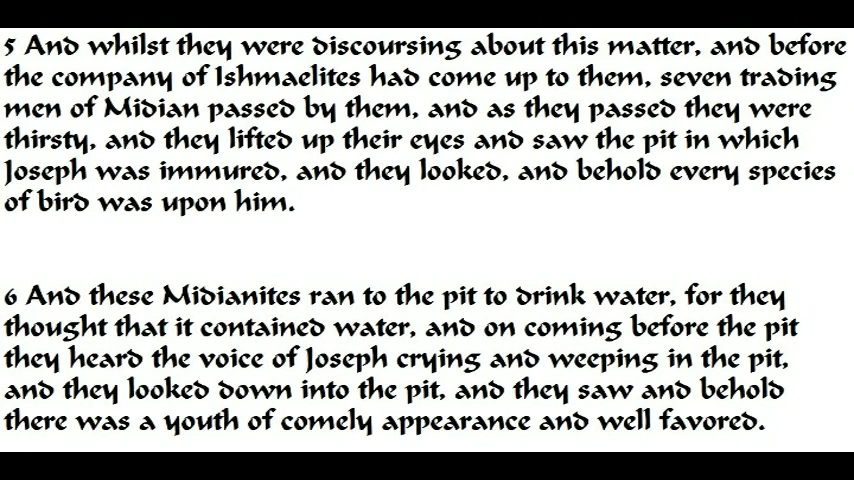 5 And whilst they were discoursing about this matter, and before
the company of Ishmaelites had come up to them, seven trading
men of Midian passed by them, and as they passed they were
thirsty, and they lifted up their eyes and saw the pit in which
Joseph was immured, and they looked, and behold every species
of bird was upon him.
6 And these Midianites ran to the pit to drink water, for they
thought that it contained water, and on coming before the pit
they heard the voice of Joseph crying and weeping in the pit,
and they looked down into the pit, and they saw and behold
there was a youth of comely appearance and well favored.